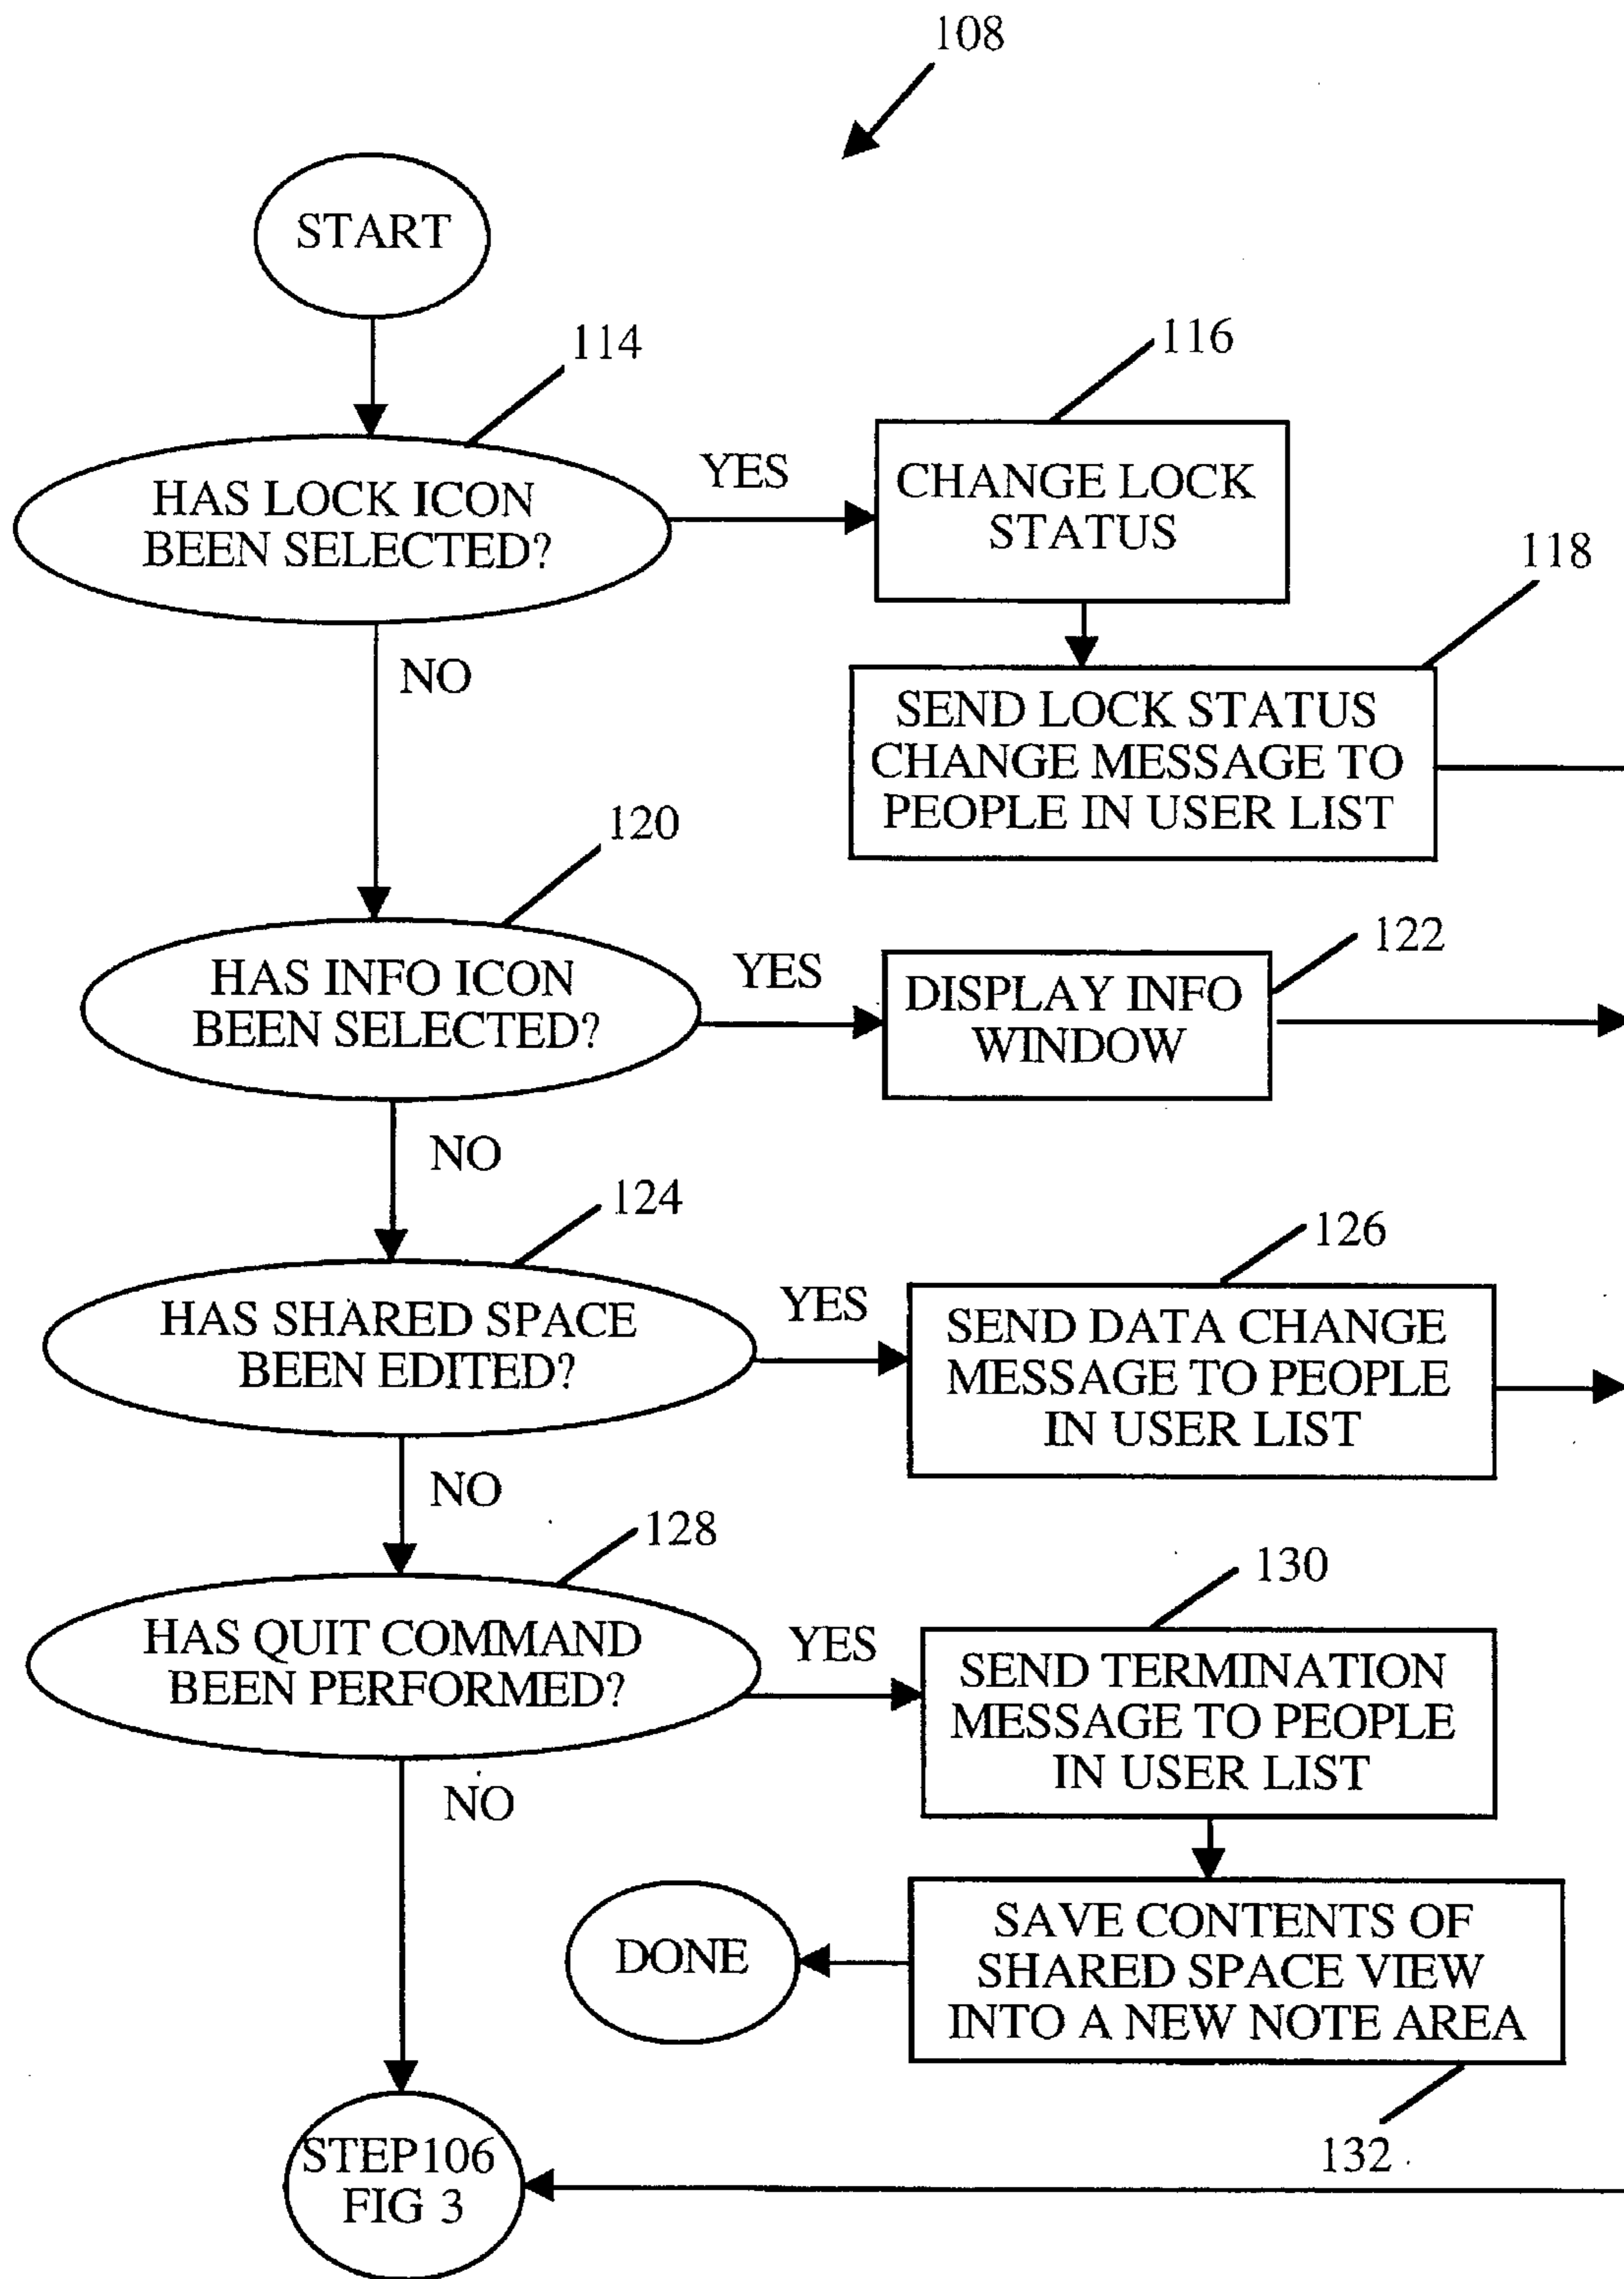 108
START
114
HAS LOCK ICON
BEEN SELECTED?
YES
116
CHANGE LOCK
STATUS
118
SEND LOCK STATUS
CHANGE MESSAGE TO
PEOPLE IN USER LIST
NO
120
HAS INFO ICON
BEEN SELECTED?
YES
122
DISPLAY INFO
WINDOW
NO
124
HAS SHARED SPACE
BEEN EDITED?
YES
126
SEND DATA CHANGE
MESSAGE TO PEOPLE
IN USER LIST
NO
128
HAS QUIT COMMAND
BEEN PERFORMED?
YES
130
SEND TERMINATION
MESSAGE TO PEOPLE
IN USER LIST
NO
SAVE CONTENTS OF
SHARED SPACE VIEW
INTO A NEW NOTE AREA
132
DONE
STEP106
FIG 3